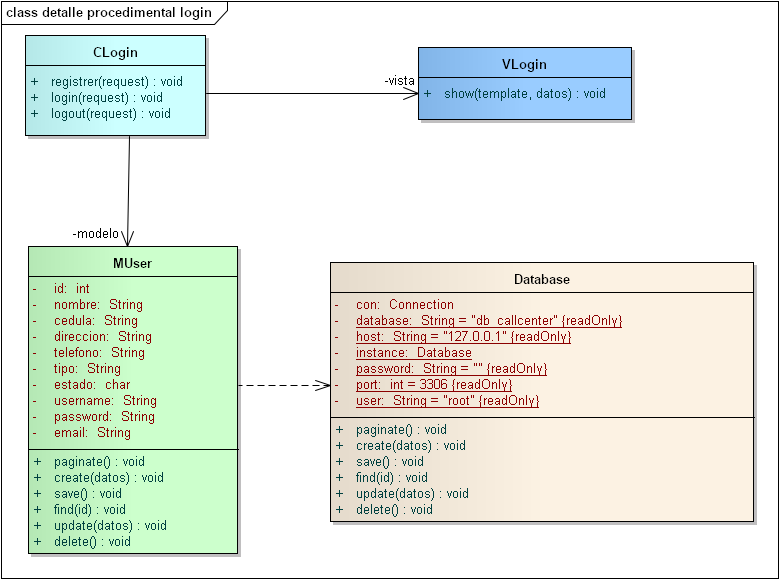 class detalle procedimental login
CLogin
+ registrer(request) : void
+ login(request) : void
+ logout(request) : void
-vista
VLogin
+ show(template, datos) : void
-modelo
MUser
- id: int
- nombre: String
- cedula: String
- direccion: String
- telefono: String
- tipo: String
- estado: char
- username: String
- password: String
- email: String
+ paginate() : void
+ create(datos) : void
+ save() : void
+ find(id) : void
+ update(datos) : void
+ delete() : void
Database
- con: Connection
- database: String = "db_callcenter" {readOnly}
- host: String = "127.0.0.1" {readOnly}
- instance: Database
- password: String = "" {readOnly}
- port: int = 3306 {readOnly}
- user: String = "root" {readOnly}
+ paginate() : void
+ create(datos) : void
+ save() : void
+ find(id) : void
+ update(datos) : void
+ delete() : void